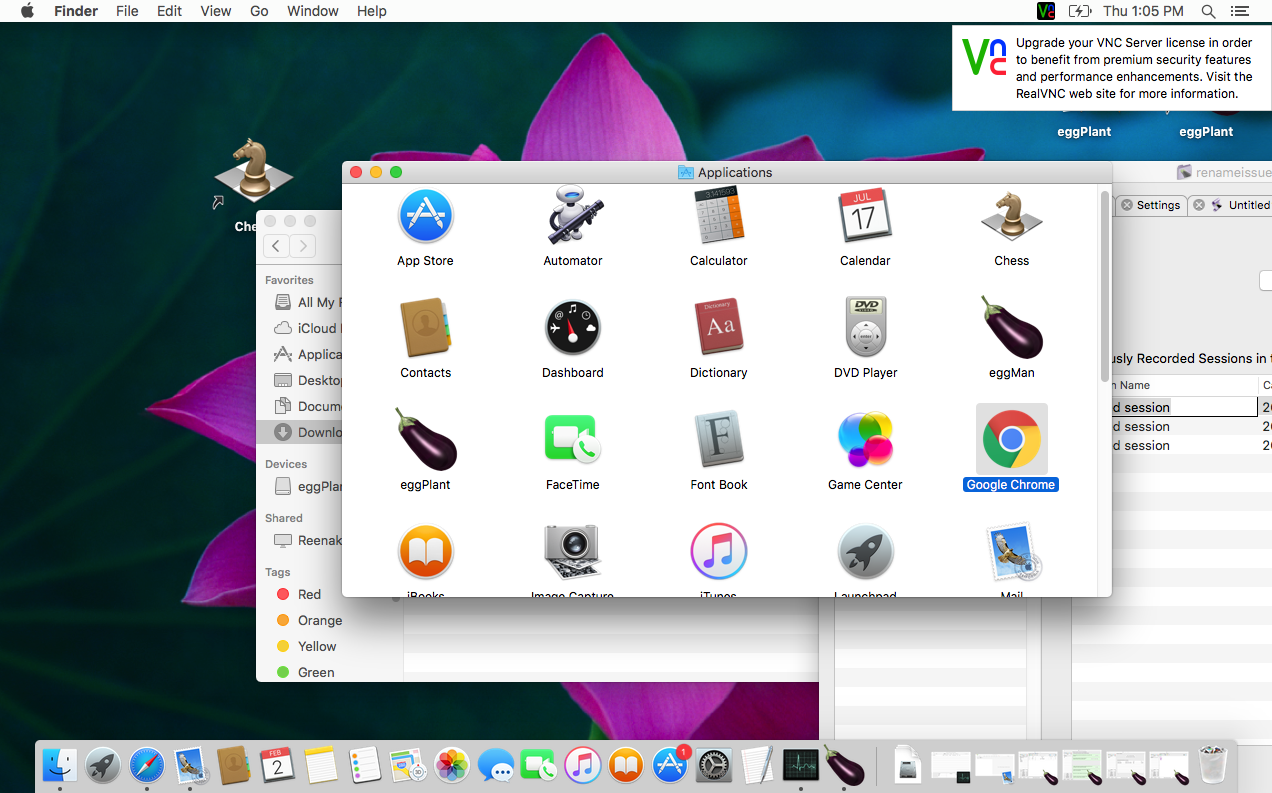 Finder File Edit View Go Window Help
Thu 1:05 PM
Upgrade your VNC Server license in order
to benefit from premium security features
and performance enhancements. Visit the
RealVNC web site for more information.
eggPlant eggPlant
Applications
renameissue
Settings
Untitled
Che
App Store Automator Calculator Calendar Chess
JUL
17
Contacts Dashboard Dictionary DVD Player eggMan
eggPlant FaceTime Font Book Game Center Google Chrome
iBooks Image Capture iTunes Launchpad Mail
Favorites
All My F
iCloud
Applica
Deskto
Docum
Downlo
Devices
eggPlan
Shared
Reenak
Tags
Red
Orange
Yellow
Green
usly Recorded Sessions in t
n Name
d session 20
d session 20
d session 20
FEB
2
1